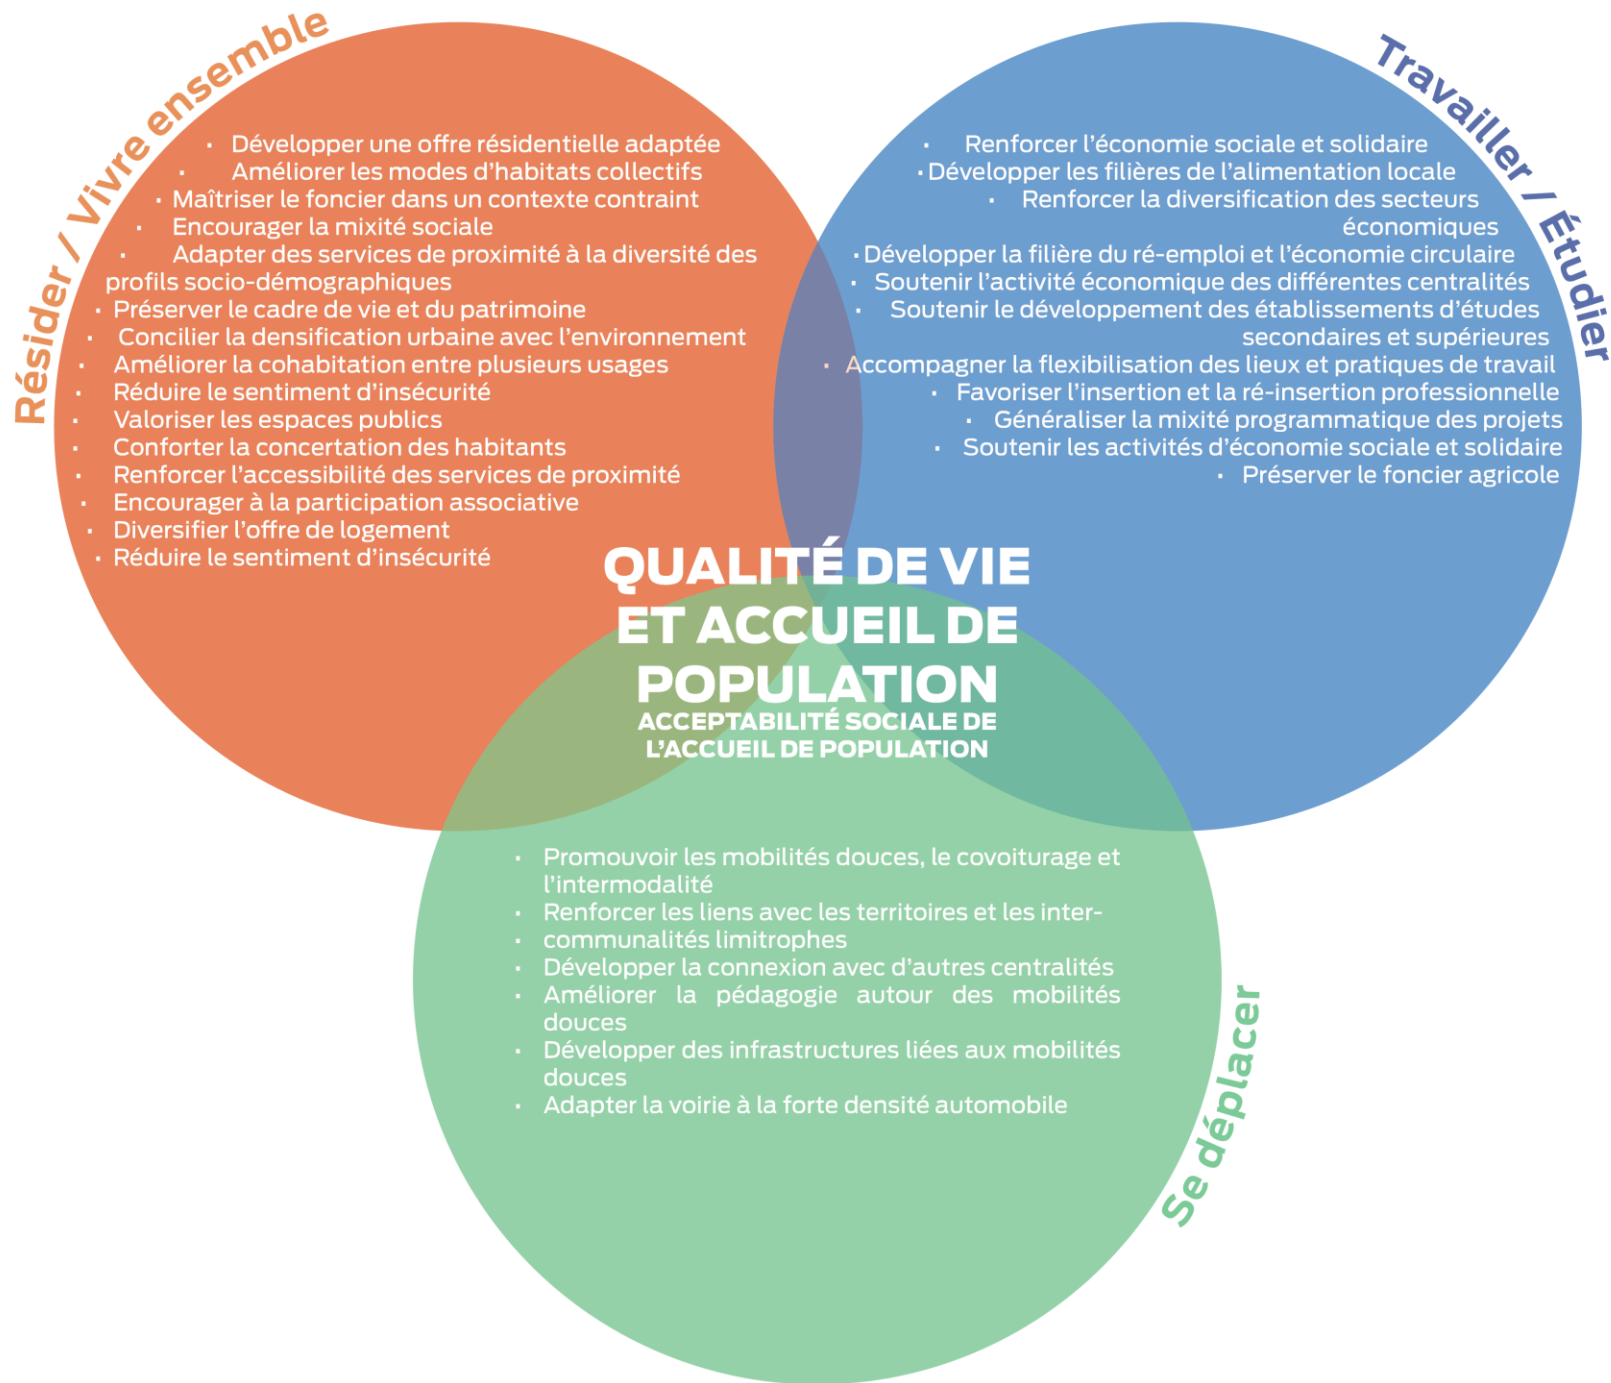 Résider / Vivre ensemble
· Développer une offre résidentielle adaptée
· Améliorer les modes d'habitats collectifs
· Maîtriser le foncier dans un contexte contraint
· Encourager la mixité sociale
· Adapter des services de proximité à la diversité des
profils socio-démographiques
· Préserver le cadre de vie et du patrimoine
· Concilier la densification urbaine avec l'environnement
· Améliorer la cohabitation entre plusieurs usages
· Réduire le sentiment d'insécurité
· Valoriser les espaces publics
· Conforter la concertation des habitants
· Renforcer l'accessibilité des services de proximité
· Encourager à la participation associative
· Diversifier l'offre de logement
· Réduire le sentiment d'insécurité
Travailler / Étudier
· Renforcer l'économie sociale et solidaire
· Développer les filières de l'alimentation locale
· Renforcer la diversification des secteurs
économiques
· Développer la filière du ré-emploi et l'économie circulaire
· Soutenir l'activité économique des différentes centralités
· Soutenir le développement des établissements d'études
secondaires et supérieures
· Accompagner la flexibilisation des lieux et pratiques de travail
· Favoriser l'insertion et la ré-insertion professionnelle
· Généraliser la mixité programmatique des projets
· Soutenir les activités d'économie sociale et solidaire
· Préserver le foncier agricole
QUALITÉ DE VIE
ET ACCUEIL DE
POPULATION
ACCEPTABILITÉ SOCIALE DE
L'ACCUEIL DE POPULATION
· Promouvoir les mobilités douces, le covoiturage et
l'intermodalité
· Renforcer les liens avec les territoires et les inter-
· communalités limitrophes
· Développer la connexion avec d'autres centralités
· Améliorer la pédagogie autour des mobilités
douces
· Développer des infrastructures liées aux mobilités
douces
· Adapter la voirie à la forte densité automobile
Se déplacer